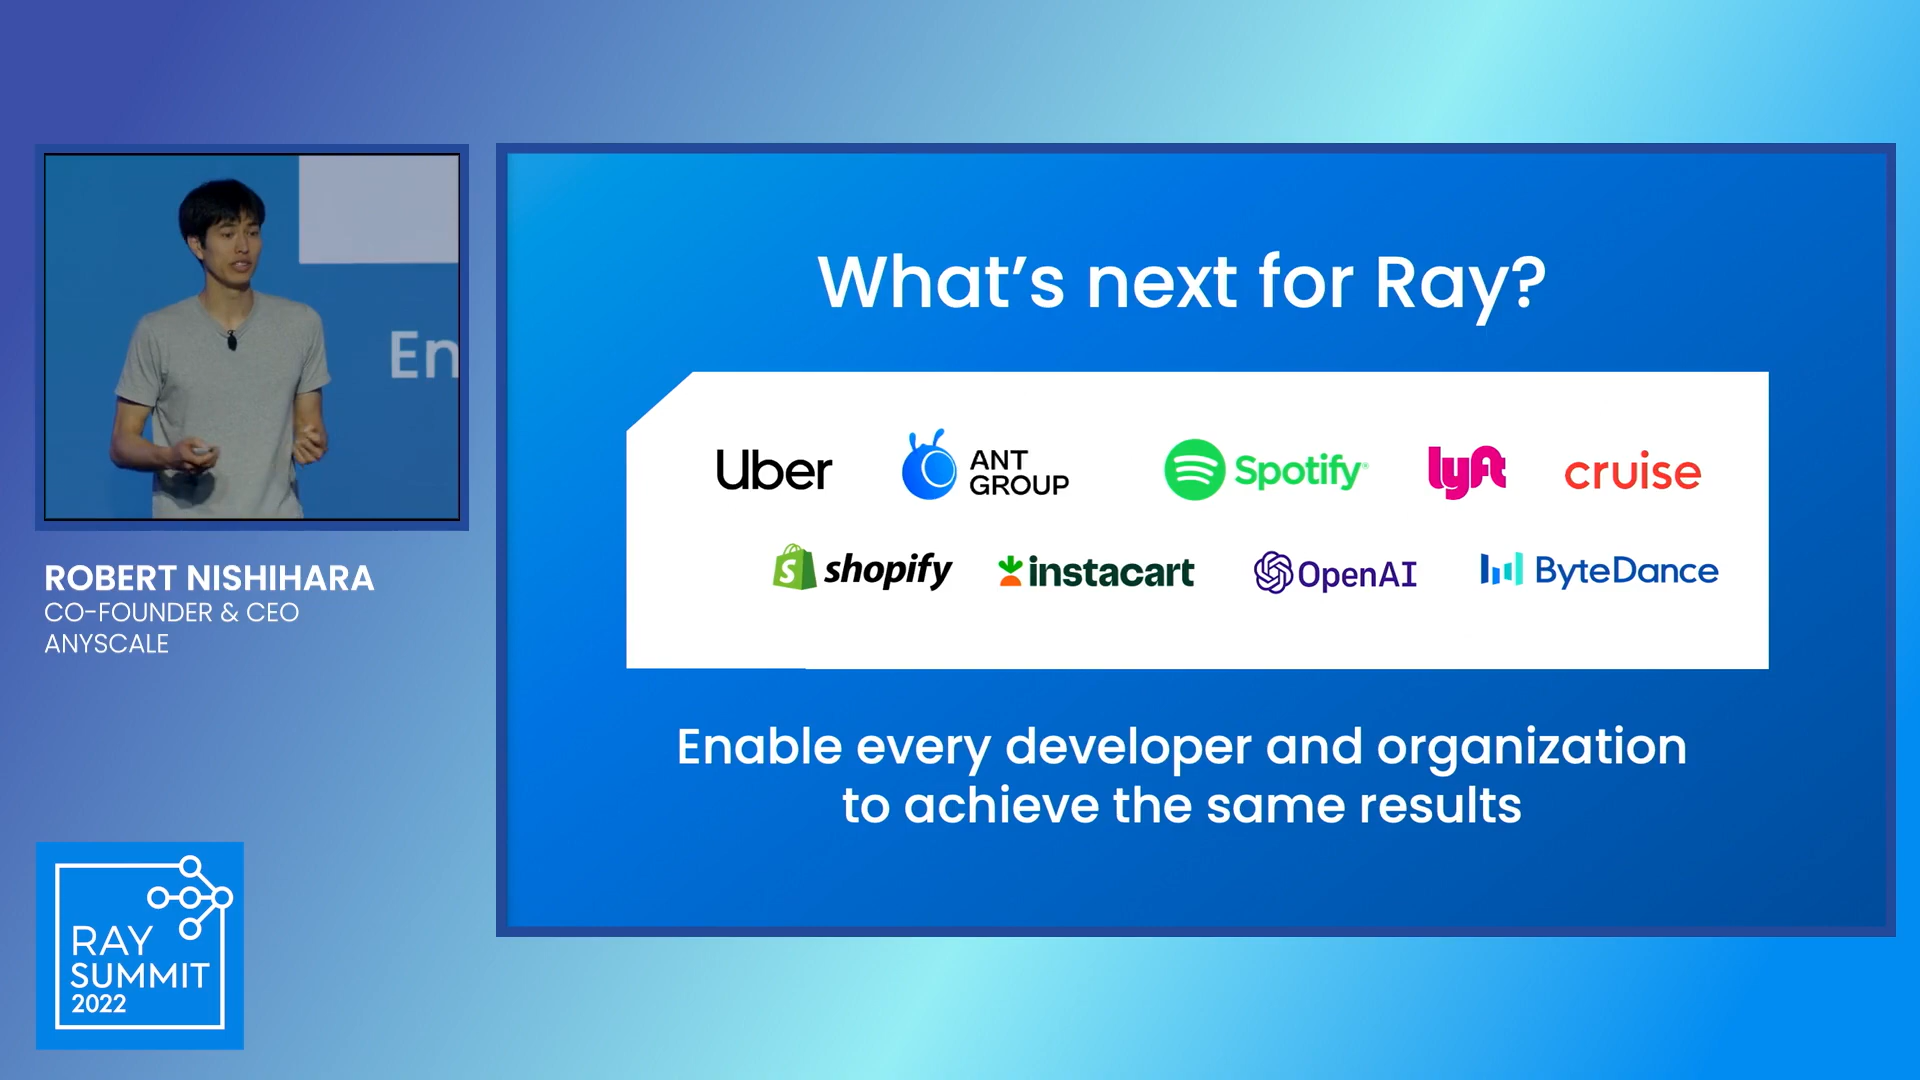 What's next for Ray?
Uber
ANT
GROUP
Spotify
lyft
cruise
shopify
instacart
OpenAI
ByteDance
Enable every developer and organization
to achieve the same results
En
ROBERT NISHIHARA
CO-FOUNDER & CEO
ANYSCALE
RAY
SUMMIT
2022